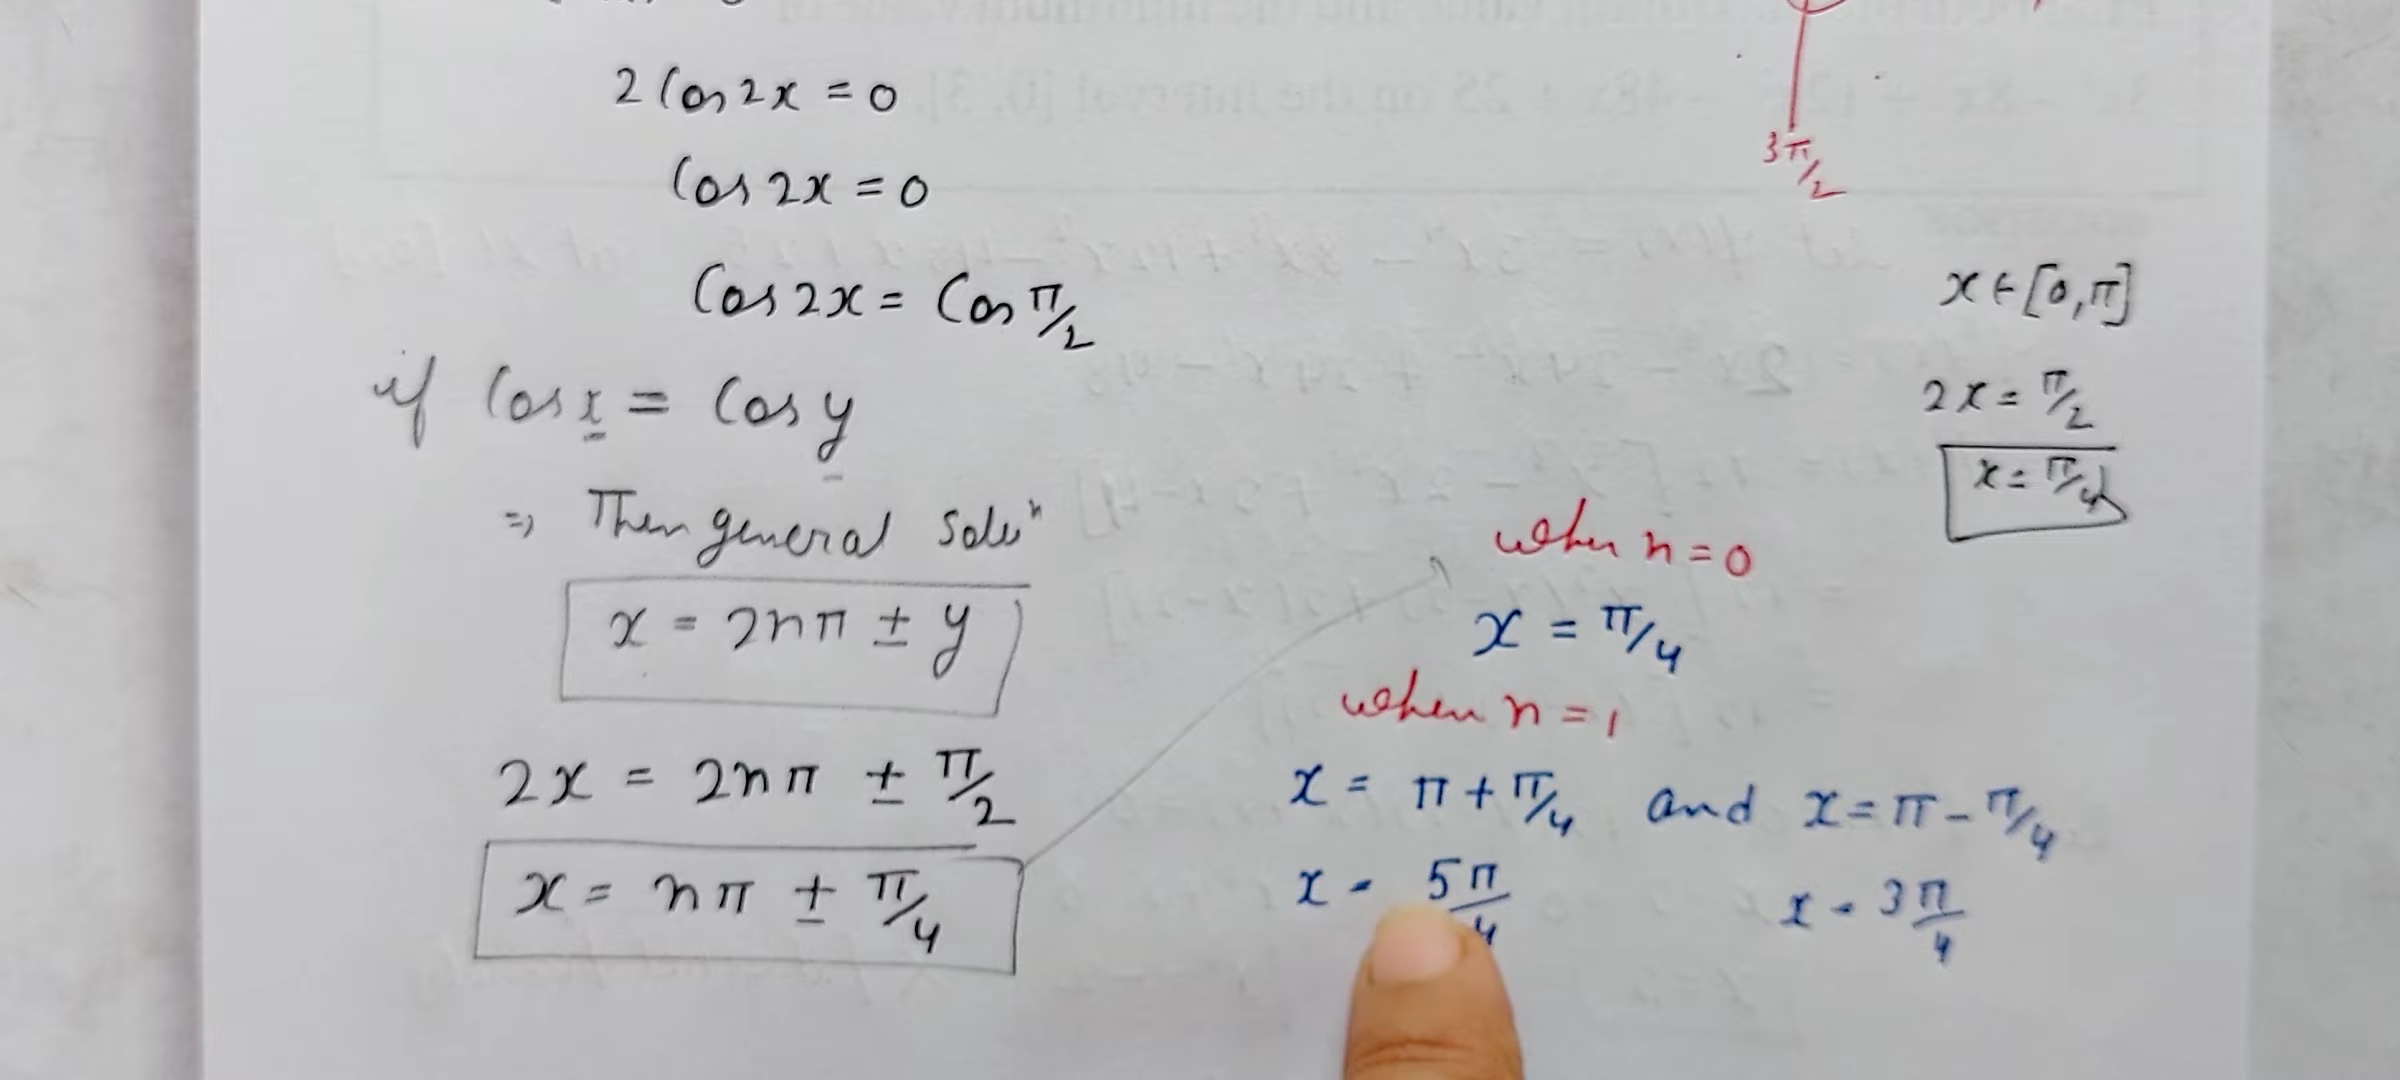 2 Cos 2x = 0
Cos 2x = 0
Cos 2x = Cos π/2
if Cos x = Cos y
⇒ Then general soluⁿ
x = 2nπ ± y
2x = 2nπ ± π/2
x = nπ ± π/4
3π/2
x ∈ [0, π]
2x = π/2
x = π/4
when n = 0
x = π/4
when n = 1
x = π + π/4 and x = π - π/4
x = 5π/4 x = 3π/4